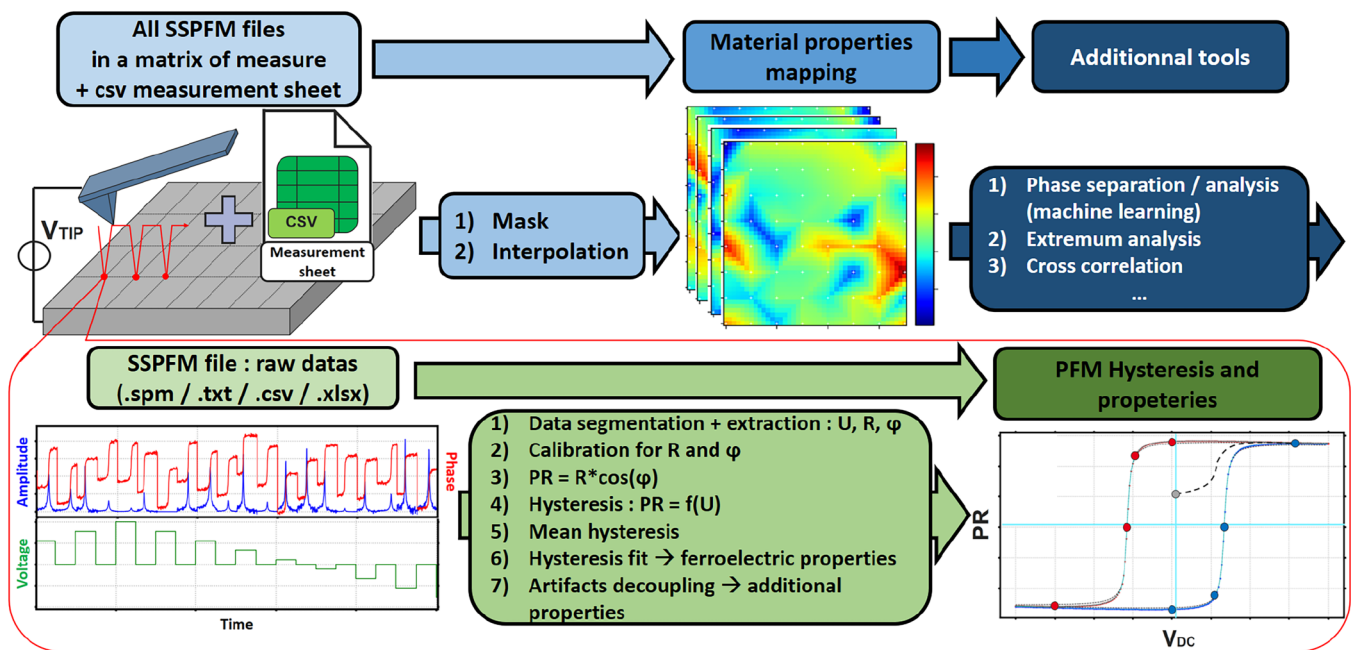 All SSPFM files
in a matrix of measure
+ csv measurement sheet
Material properties
mapping
Additionnal tools
V_TIP
CSV
Measurement
sheet
1) Mask
2) Interpolation
1) Phase separation / analysis
(machine learning)
2) Extremum analysis
3) Cross correlation
...
SSPFM file : raw datas
(.spm / .txt / .csv / .xlsx)
PFM Hysteresis and
propeteries
Amplitude
Phase
Voltage
Time
1) Data segmentation + extraction : U, R, φ
2) Calibration for R and φ
3) PR = R*cos(φ)
4) Hysteresis : PR = f(U)
5) Mean hysteresis
6) Hysteresis fit → ferroelectric properties
7) Artifacts decoupling → additional
properties
PR
V_DC